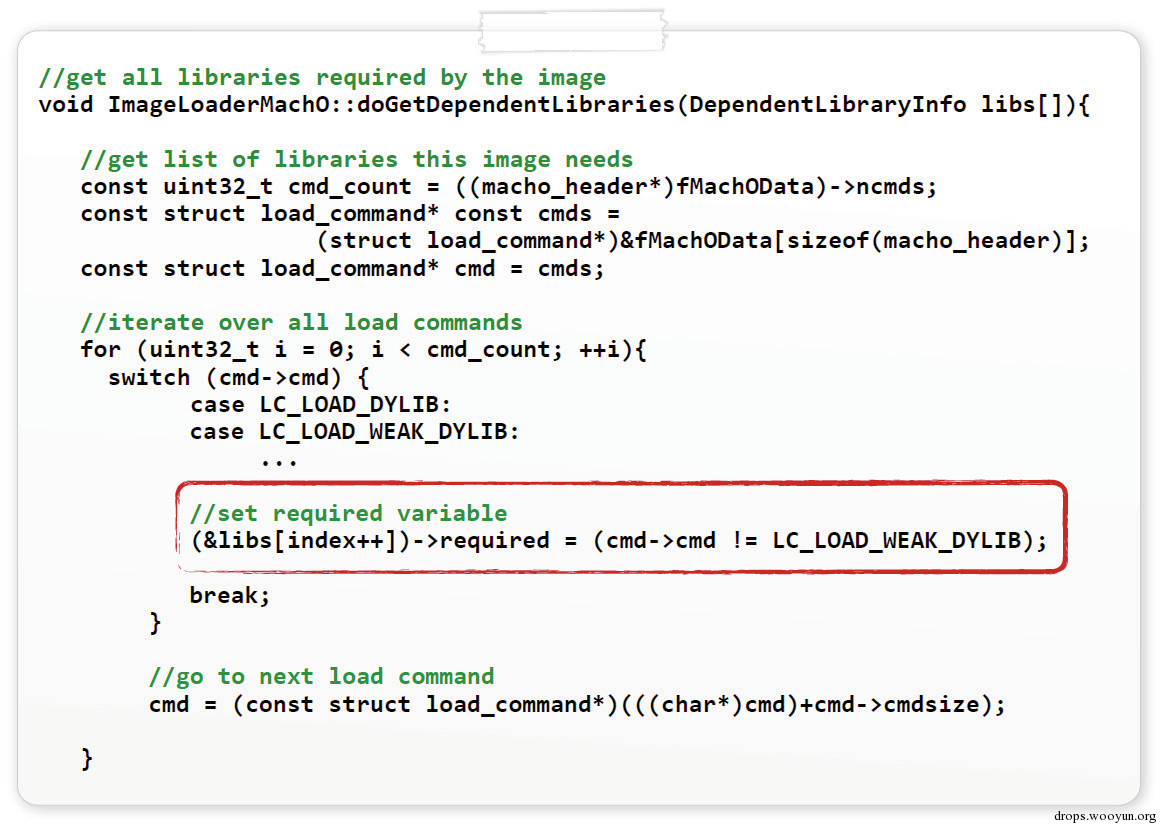 //get all libraries required by the image
void ImageLoaderMachO::doGetDependentLibraries(DependentLibraryInfo libs[]){
//get list of libraries this image needs
const uint32_t cmd_count = ((macho_header*)fMachOData)->ncmds;
const struct load_command* const cmds =
(struct load_command*)&fMachOData[sizeof(macho_header)];
const struct load_command* cmd = cmds;
//iterate over all load commands
for (uint32_t i = 0; i < cmd_count; ++i){
switch (cmd->cmd) {
case LC_LOAD_DYLIB:
case LC_LOAD_WEAK_DYLIB:
...
//set required variable
(&libs[index++])->required = (cmd->cmd != LC_LOAD_WEAK_DYLIB);
break;
}
//go to next load command
cmd = (const struct load_command*)(((char*)cmd)+cmd->cmdsize);
}
drops.wooyun.org